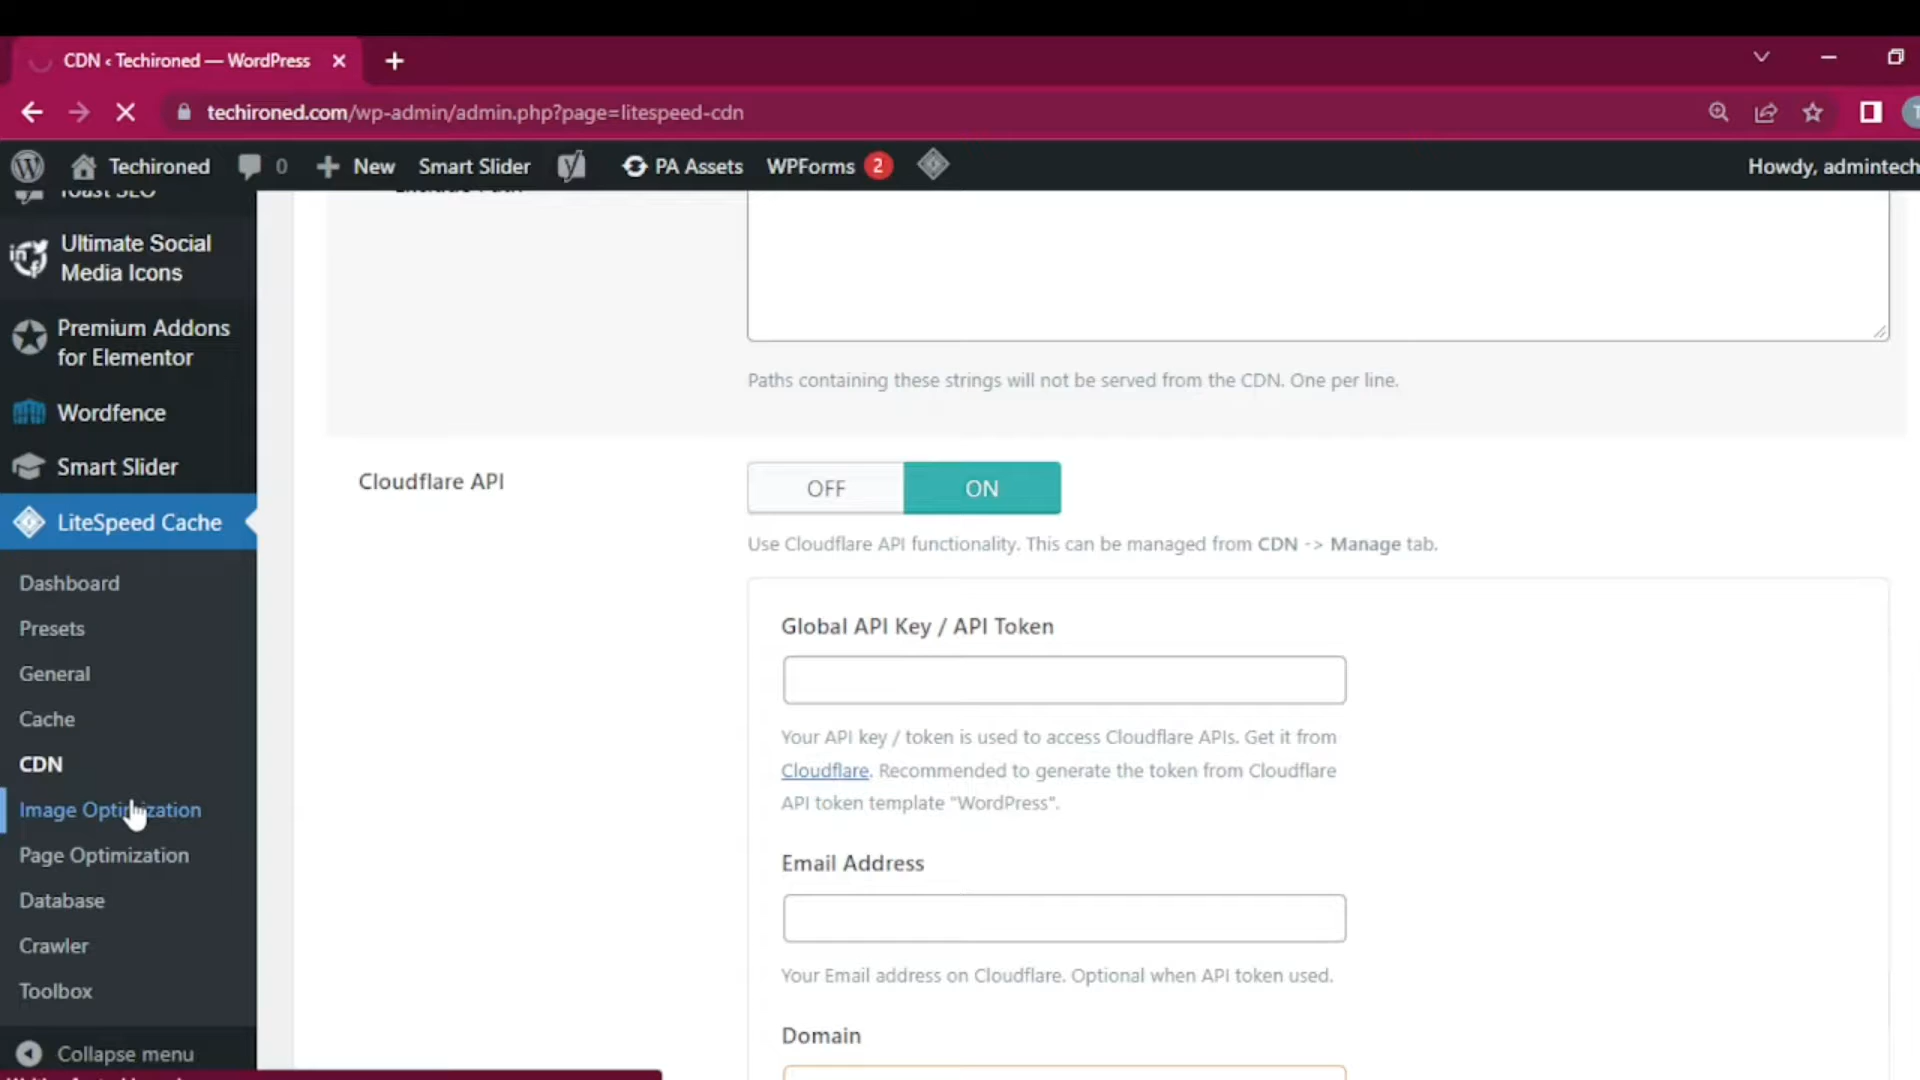 CDN ‹ Techironed — WordPress
techironed.com/wp-admin/admin.php?page=litespeed-cdn
Techironed 0 New Smart Slider PA Assets WPForms 2 Howdy, admintech
Ultimate Social
Media Icons
Premium Addons
for Elementor
Wordfence
Smart Slider
LiteSpeed Cache
Dashboard
Presets
General
Cache
CDN
Image Optimization
Page Optimization
Database
Crawler
Toolbox
Collapse menu
Paths containing these strings will not be served from the CDN. One per line.
Cloudflare API
OFF ON
Use Cloudflare API functionality. This can be managed from CDN -> Manage tab.
Global API Key / API Token
Your API key / token is used to access Cloudflare APIs. Get it from
Cloudflare. Recommended to generate the token from Cloudflare
API token template "WordPress".
Email Address
Your Email address on Cloudflare. Optional when API token used.
Domain